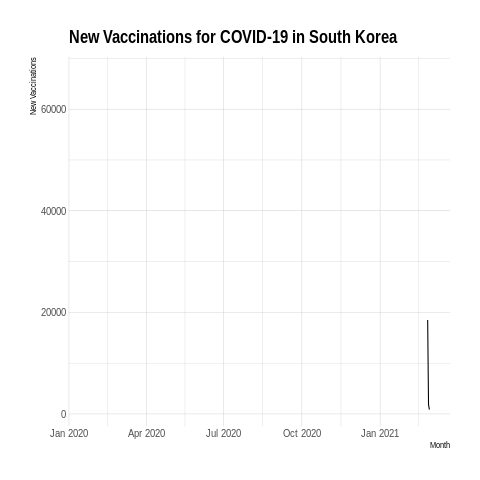 New Vaccinations for COVID-19 in South Korea
New Vaccinations
60000
40000
20000
0
Jan 2020 Apr 2020 Jul 2020 Oct 2020 Jan 2021
Month